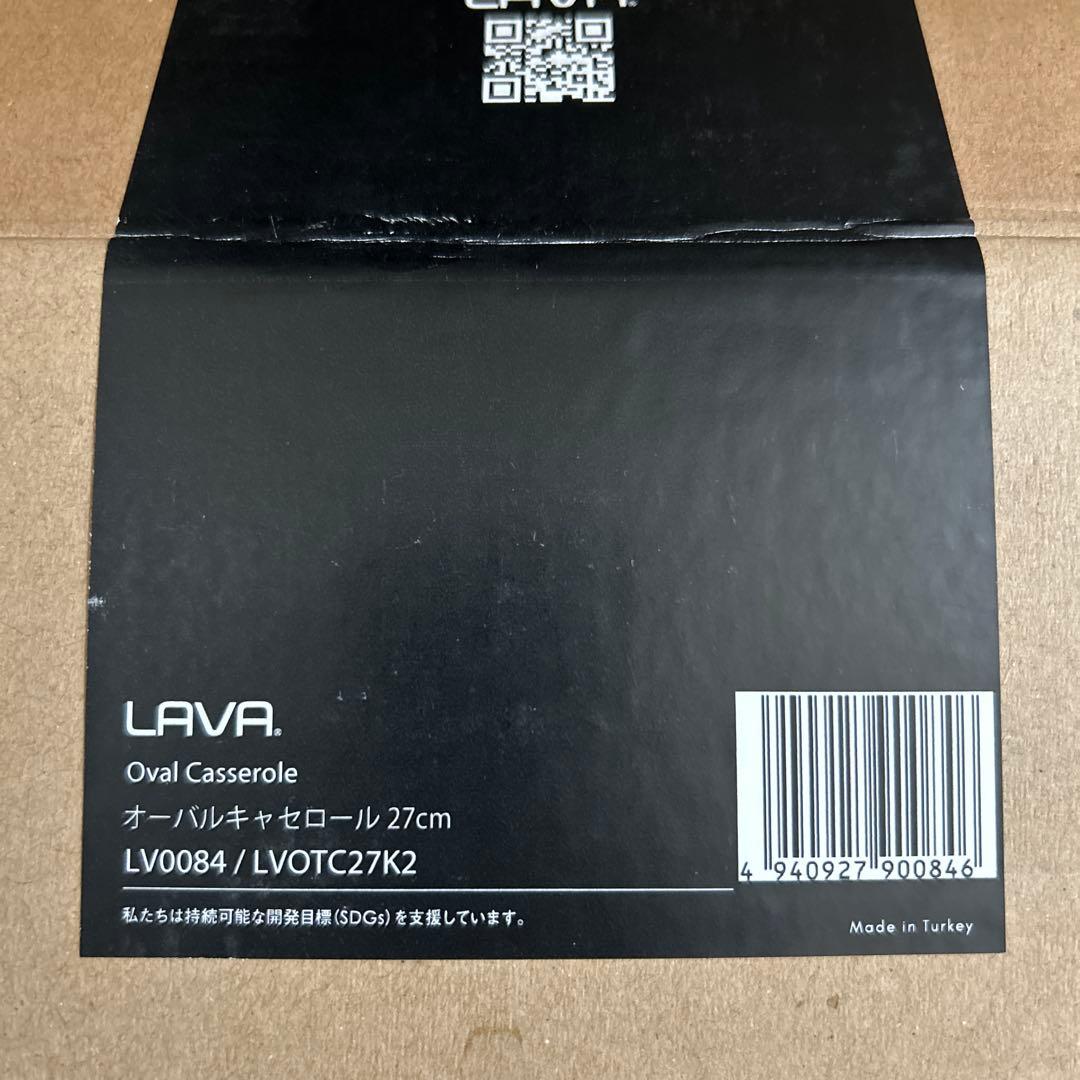 LAVA®
LAVA®
Oval Casserole
オーバルキャセロール 27cm
LV0084 / LVOTC27K2
私たちは持続可能な開発目標(SDGs)を支援しています。
4 940927 900846
Made in Turkey